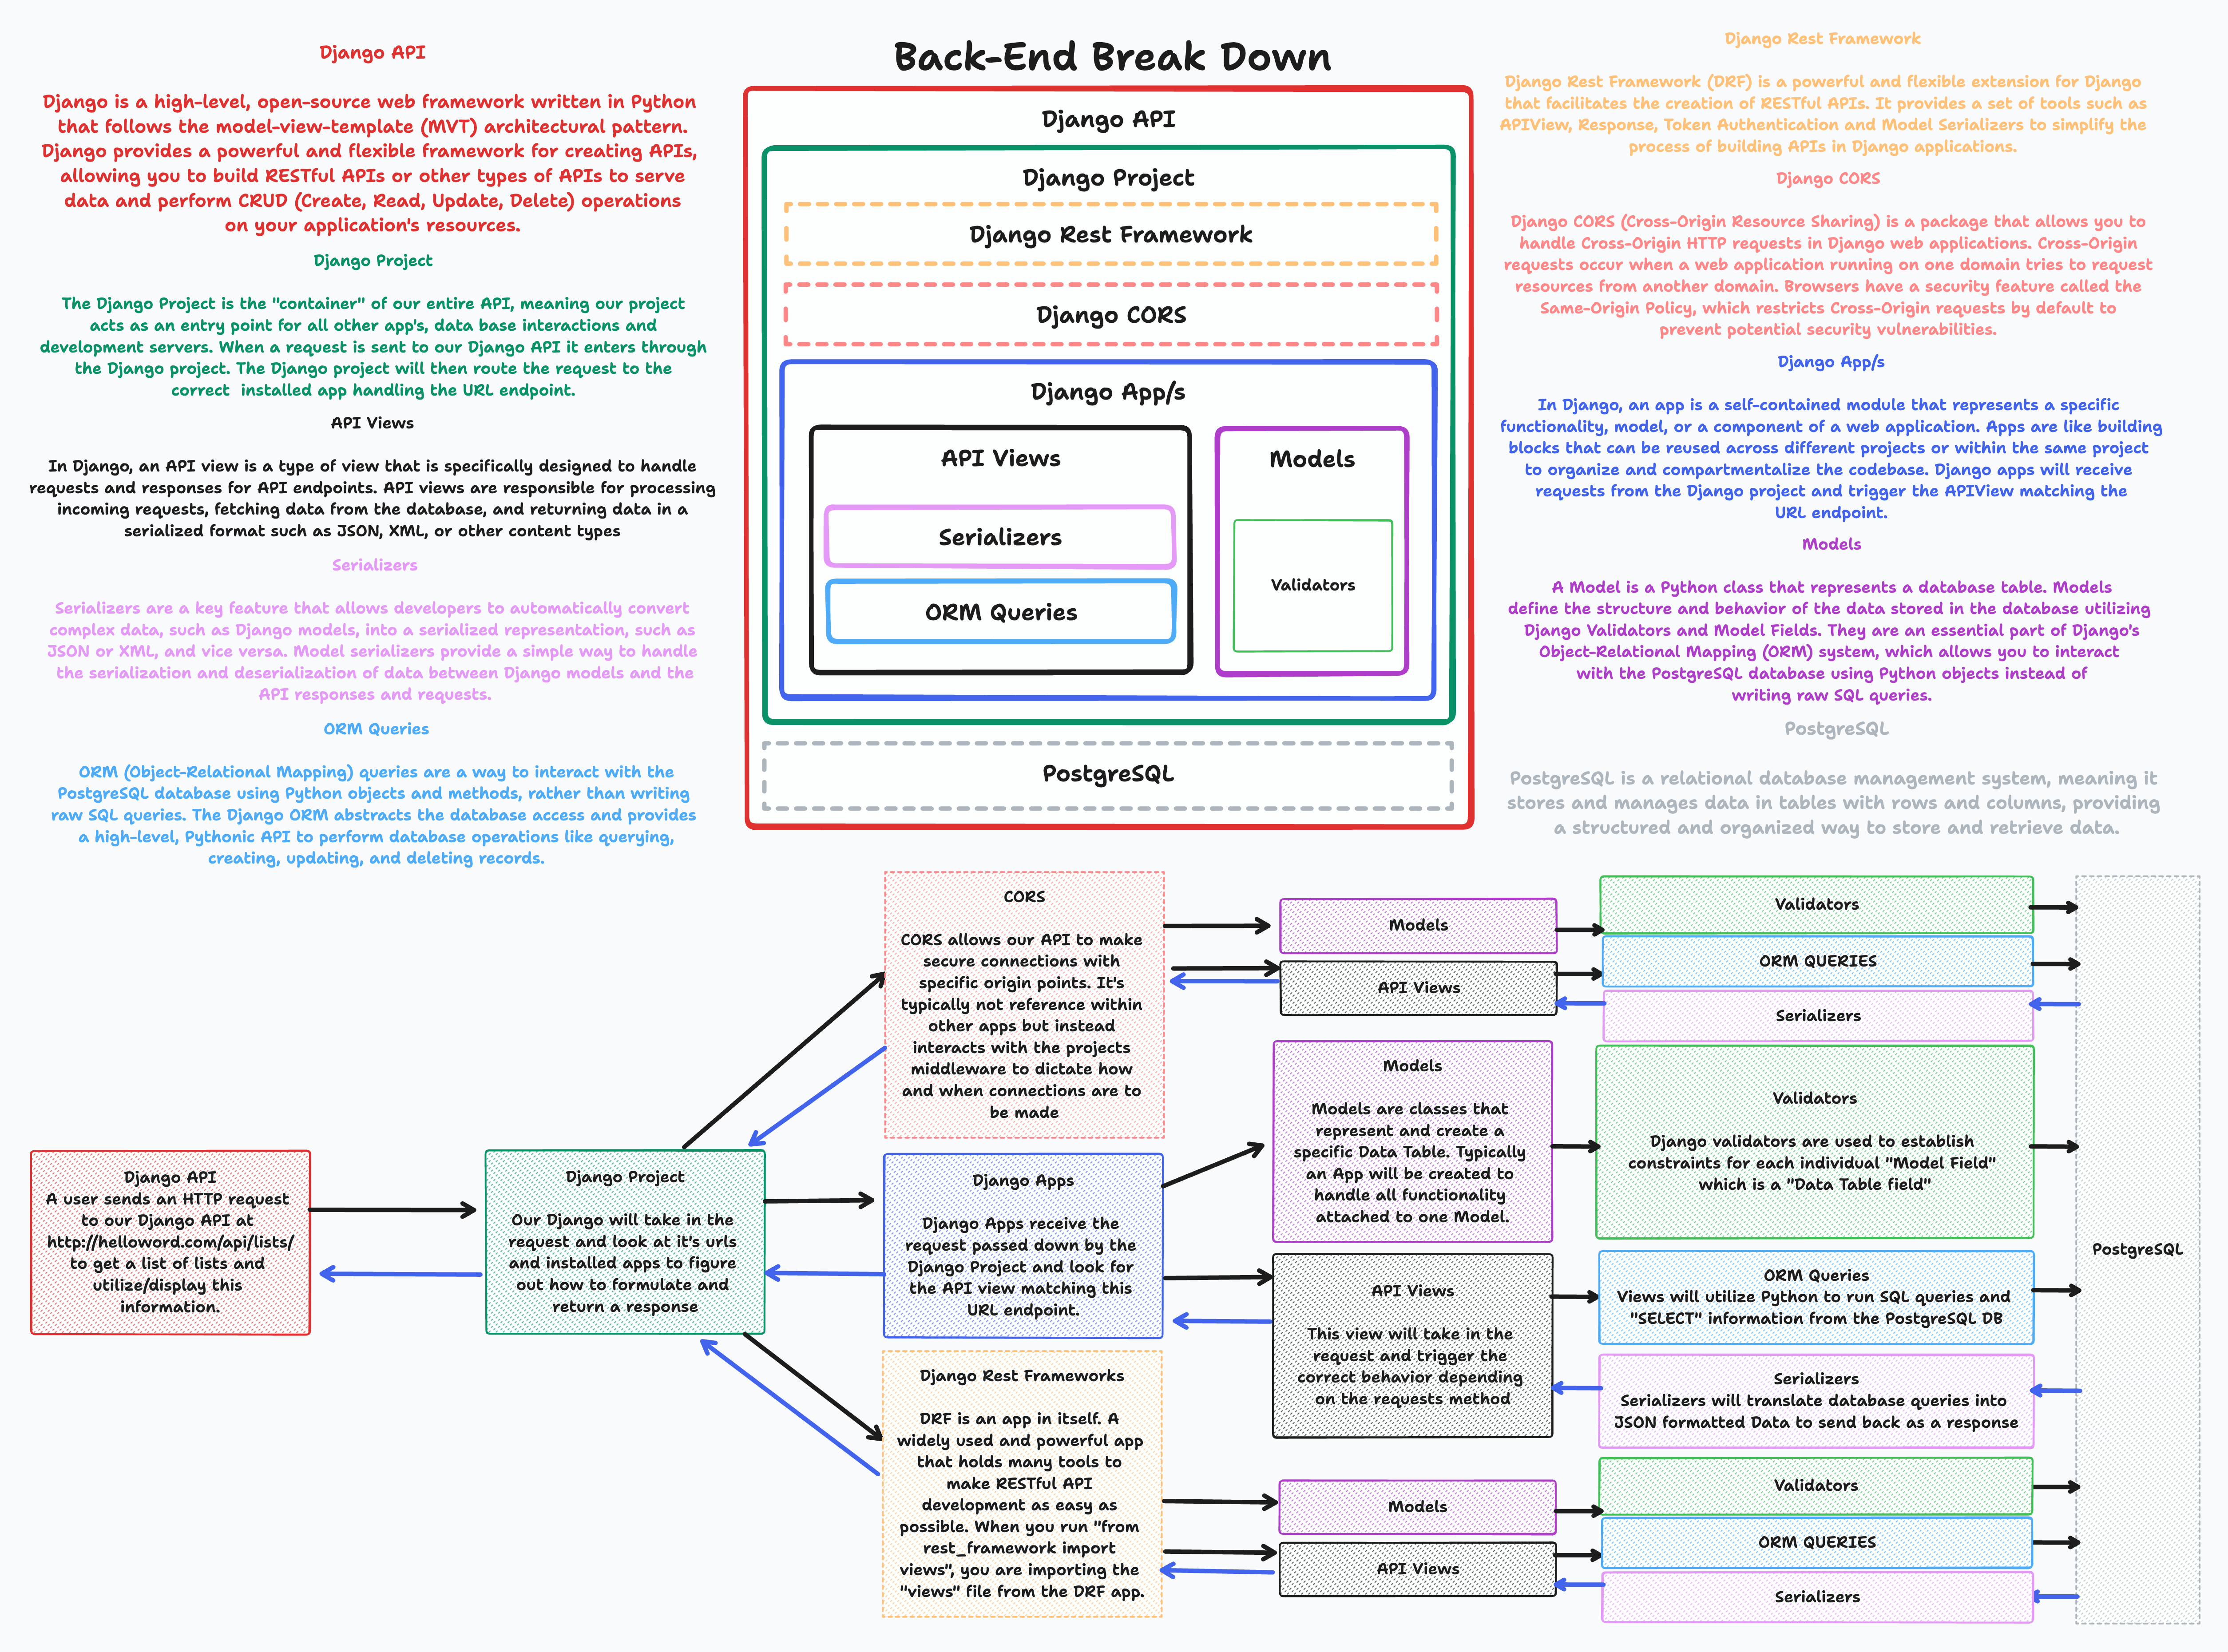 Back-End Break Down
Django API
Django is a high-level, open-source web framework written in Python
that follows the model-view-template (MVT) architectural pattern.
Django provides a powerful and flexible framework for creating APIs,
allowing you to build RESTful APIs or other types of APIs to serve
data and perform CRUD (Create, Read, Update, Delete) operations
on your application's resources.
Django Project
The Django Project is the "container" of our entire API, meaning our project
acts as an entry point for all other app's, data base interactions and
development servers. When a request is sent to our Django API it enters through
the Django project. The Django project will then route the request to the
correct  installed app handling the URL endpoint.
API Views
In Django, an API view is a type of view that is specifically designed to handle
requests and responses for API endpoints. API views are responsible for processing
incoming requests, fetching data from the database, and returning data in a
serialized format such as JSON, XML, or other content types
Serializers
Serializers are a key feature that allows developers to automatically convert
complex data, such as Django models, into a serialized representation, such as
JSON or XML, and vice versa. Model serializers provide a simple way to handle
the serialization and deserialization of data between Django models and the
API responses and requests.
ORM Queries
ORM (Object-Relational Mapping) queries are a way to interact with the
PostgreSQL database using Python objects and methods, rather than writing
raw SQL queries. The Django ORM abstracts the database access and provides
a high-level, Pythonic API to perform database operations like querying,
creating, updating, and deleting records.
Django API
Django Project
Django Rest Framework
Django CORS
Django App/s
API Views
Serializers
ORM Queries
Models
Validators
PostgreSQL
Django Rest Framework
Django Rest Framework (DRF) is a powerful and flexible extension for Django
that facilitates the creation of RESTful APIs. It provides a set of tools such as
APIView, Response, Token Authentication and Model Serializers to simplify the
process of building APIs in Django applications.
Django CORS
Django CORS (Cross-Origin Resource Sharing) is a package that allows you to
handle Cross-Origin HTTP requests in Django web applications. Cross-Origin
requests occur when a web application running on one domain tries to request
resources from another domain. Browsers have a security feature called the
Same-Origin Policy, which restricts Cross-Origin requests by default to
prevent potential security vulnerabilities.
Django App/s
In Django, an app is a self-contained module that represents a specific
functionality, model, or a component of a web application. Apps are like building
blocks that can be reused across different projects or within the same project
to organize and compartmentalize the codebase. Django apps will receive
requests from the Django project and trigger the APIView matching the
URL endpoint.
Models
A Model is a Python class that represents a database table. Models
define the structure and behavior of the data stored in the database utilizing
Django Validators and Model Fields. They are an essential part of Django's
Object-Relational Mapping (ORM) system, which allows you to interact
with the PostgreSQL database using Python objects instead of
writing raw SQL queries.
PostgreSQL
PostgreSQL is a relational database management system, meaning it
stores and manages data in tables with rows and columns, providing
a structured and organized way to store and retrieve data.
Django API
A user sends an HTTP request
to our Django API at
http://helloword.com/api/lists/
to get a list of lists and
utilize/display this
information.
Django Project
Our Django will take in the
request and look at it's urls
and installed apps to figure
out how to formulate and
return a response
CORS
CORS allows our API to make
secure connections with
specific origin points. It's
typically not reference within
other apps but instead
interacts with the projects
middleware to dictate how
and when connections are to
be made
Django Apps
Django Apps receive the
request passed down by the
Django Project and look for
the API view matching this
URL endpoint.
Django Rest Frameworks
DRF is an app in itself. A
widely used and powerful app
that holds many tools to
make RESTful API
development as easy as
possible. When you run "from
rest_framework import
views", you are importing the
"views" file from the DRF app.
Models
API Views
Validators
ORM QUERIES
Serializers
Models
Models are classes that
represent and create a
specific Data Table. Typically
an App will be created to
handle all functionality
attached to one Model.
API Views
This view will take in the
request and trigger the
correct behavior depending
on the requests method
Validators
Django validators are used to establish
constraints for each individual "Model Field"
which is a "Data Table field"
ORM Queries
Views will utilize Python to run SQL queries and
"SELECT" information from the PostgreSQL DB
Serializers
Serializers will translate database queries into
JSON formatted Data to send back as a response
Models
API Views
Validators
ORM QUERIES
Serializers
PostgreSQL